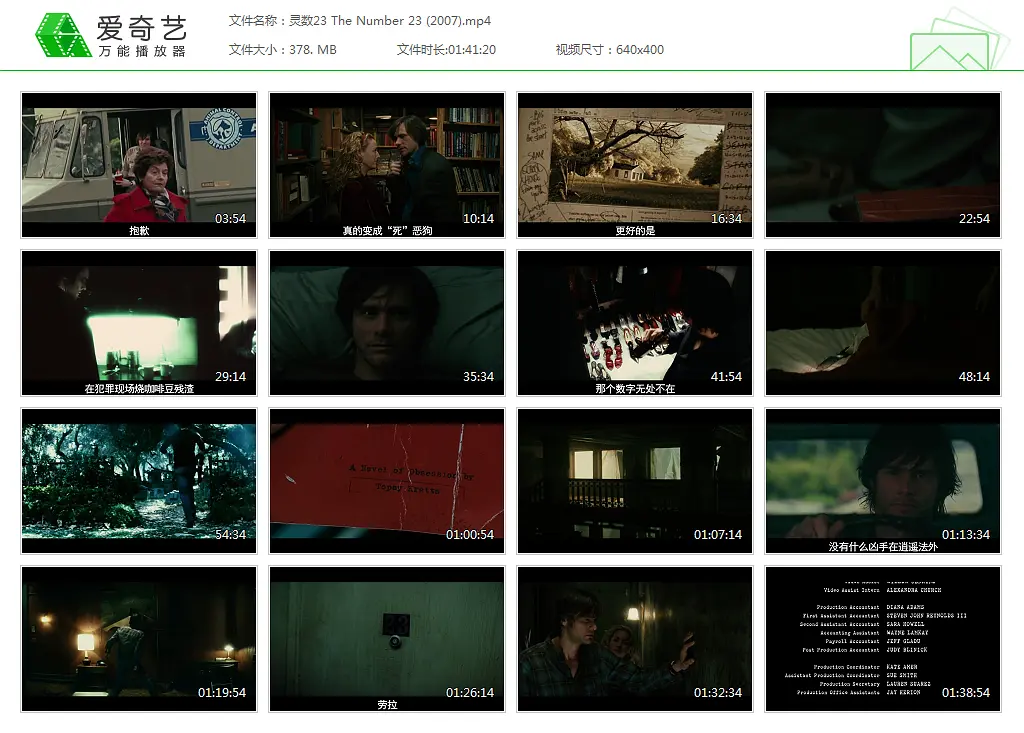 爱奇艺
万能播放器
文件名称：灵数23 The Number 23 (2007).mp4
文件大小：378. MB 文件时长:01:41:20 视频尺寸：640x400
03:54
抱歉
10:14
真的变成“死”恶狗
16:34
更好的是
22:54
29:14
在犯罪现场烧咖啡豆残渣
35:34
41:54
那个数字无处不在
48:14
54:34
A Novel of Obsession by
Topsy Kretts
01:00:54
01:07:14
01:13:34
没有什么凶手在逍遥法外
01:19:54
01:26:14
劳拉
01:32:34
Video Assist Intern ALEXANDRA CHURCH
Production Accountant DIANA ADAMS
First Assistant Accountant STEVEN JOHN REYNOLDS III
Second Assistant Accountant SARA HOWELL
Accounting Assistant WAYNE LAMKAY
Payroll Accountant JEFF GLADU
Post Production Accountant JUDY BLINICK
Production Coordinator KATE AMER
Assistant Production Coordinator SUE SMITH
Production Secretary LAUREN SUAREZ
Production Office Assistants JAY KERION
01:38:54